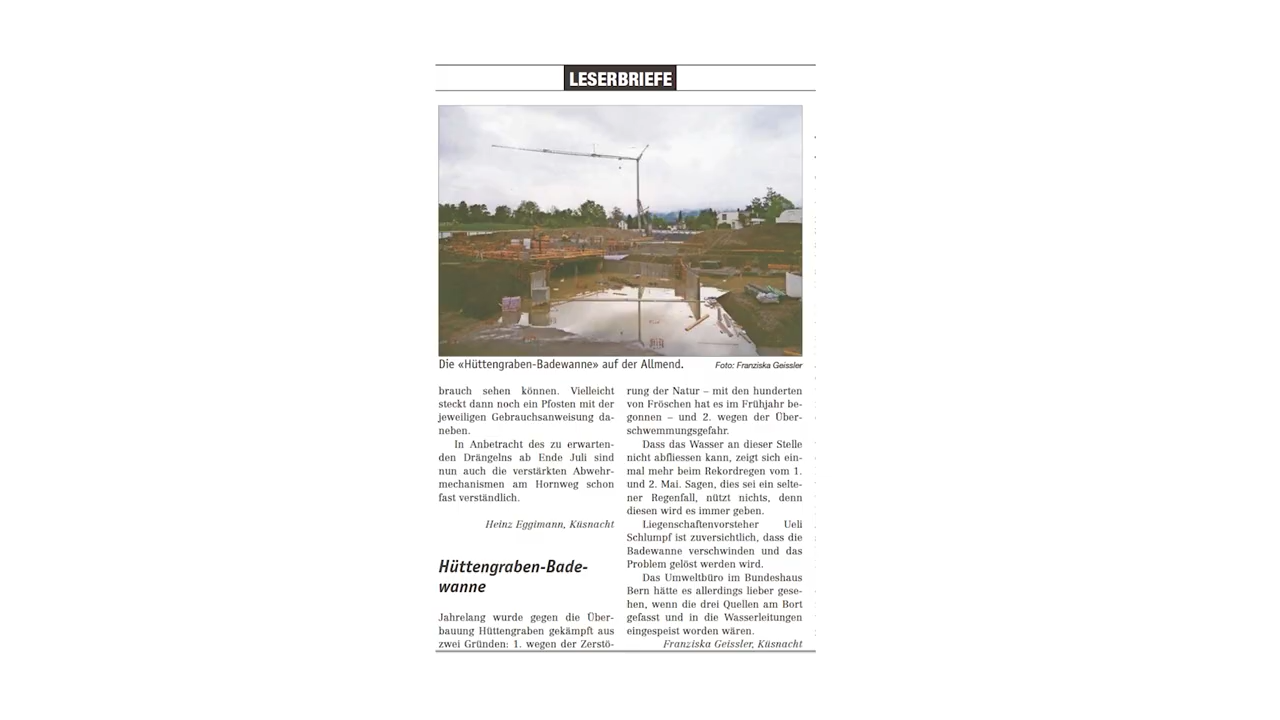 LESERBRIEFE
Die «Hüttengraben-Badewanne» auf der Allmend.
Foto: Franziska Geissler
brauch sehen können. Vielleicht
steckt dann noch ein Pfosten mit der
jeweiligen Gebrauchsanweisung da-
neben.
In Anbetracht des zu erwarten-
den Drängelns ab Ende Juli sind
nun auch die verstärkten Abwehr-
mechanismen am Hornweg schon
fast verständlich.
Heinz Eggimann, Küsnacht
Hüttengraben-Bade-
wanne
Jahrelang wurde gegen die Über-
bauung Hüttengraben gekämpft aus
zwei Gründen: 1. wegen der Zerstö-
rung der Natur – mit den hunderten
von Fröschen hat es im Frühjahr be-
gonnen – und 2. wegen der Über-
schwemmungsgefahr.
Dass das Wasser an dieser Stelle
nicht abfliessen kann, zeigt sich ein-
mal mehr beim Rekordregen vom 1.
und 2. Mai. Sagen, dies sei ein selte-
ner Regenfall, nützt nichts, denn
diesen wird es immer geben.
Liegenschaftenvorsteher Ueli
Schlumpf ist zuversichtlich, dass die
Badewanne verschwinden und das
Problem gelöst werden wird.
Das Umweltbüro im Bundeshaus
Bern hätte es allerdings lieber gese-
hen, wenn die drei Quellen am Bort
gefasst und in die Wasserleitungen
eingespeist worden wären.
Franziska Geissler, Küsnacht